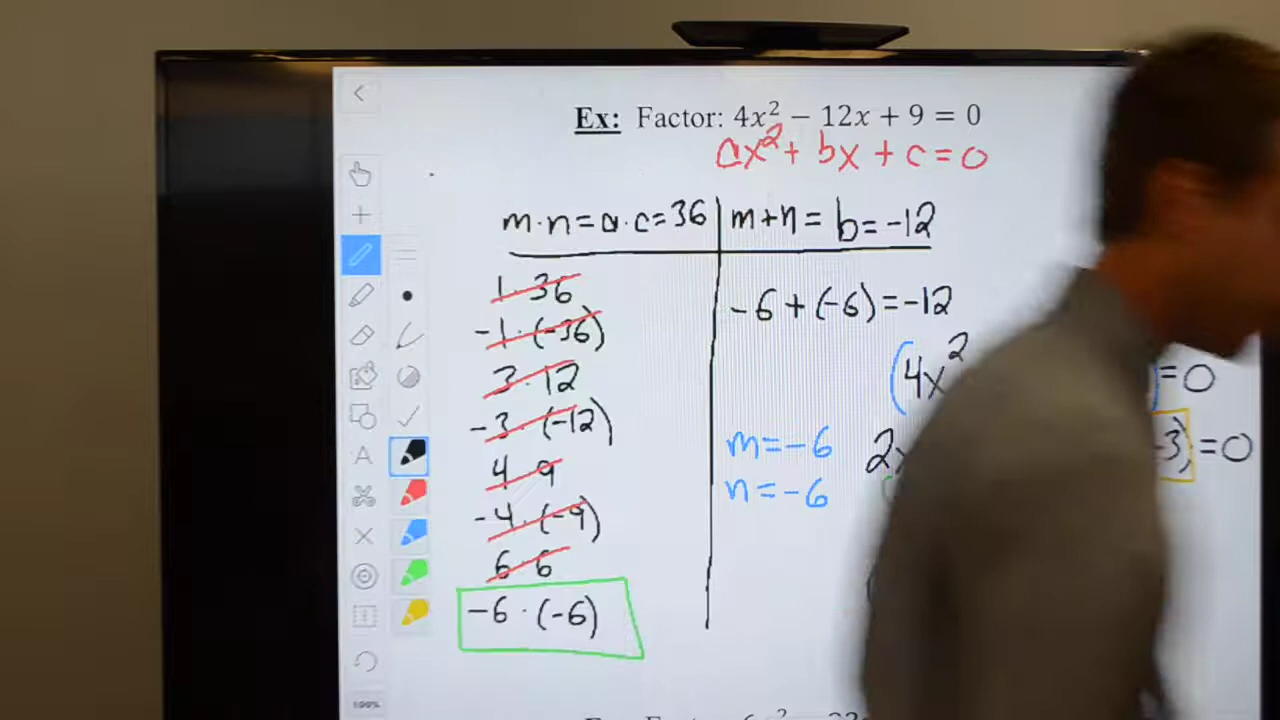 Ex: Factor: 4x² − 12x + 9 = 0
ax² + bx + c = 0
m·n = a·c = 36
m+n = b = -12
1·36
-1·(-36)
3·12
-3·(-12)
4·9
-4·(-9)
6·6
-6·(-6)
-6+(-6)=-12
(4x²
)=0
m=-6
n=-6
2x
-3)=0
A
100%